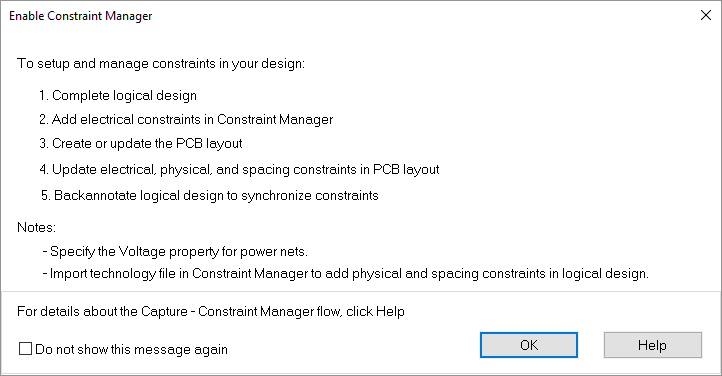 Enable Constraint Manager
To setup and manage constraints in your design:
1. Complete logical design
2. Add electrical constraints in Constraint Manager
3. Create or update the PCB layout
4. Update electrical, physical, and spacing constraints in PCB layout
5. Backannotate logical design to synchronize constraints
Notes:
- Specify the Voltage property for power nets.
- Import technology file in Constraint Manager to add physical and spacing constraints in logical design.
For details about the Capture - Constraint Manager flow, click Help
Do not show this message again
OK
Help